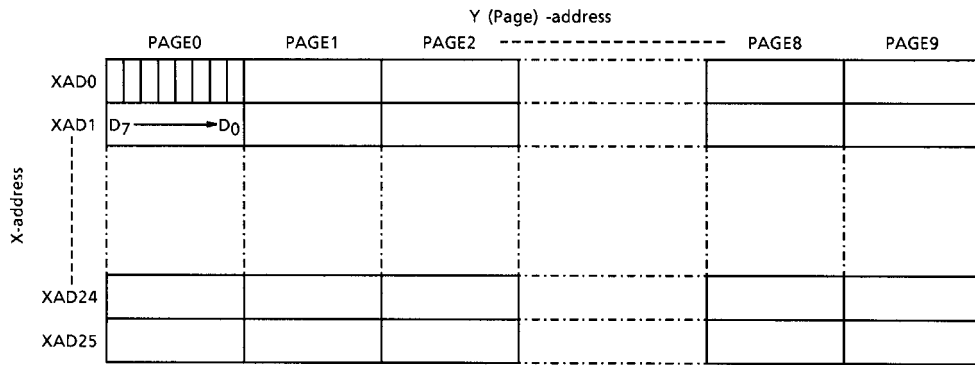 Y (Page) -address
PAGE0 PAGE1 PAGE2 PAGE8 PAGE9
XAD0
XAD1 D7 D0
X-address
XAD24
XAD25